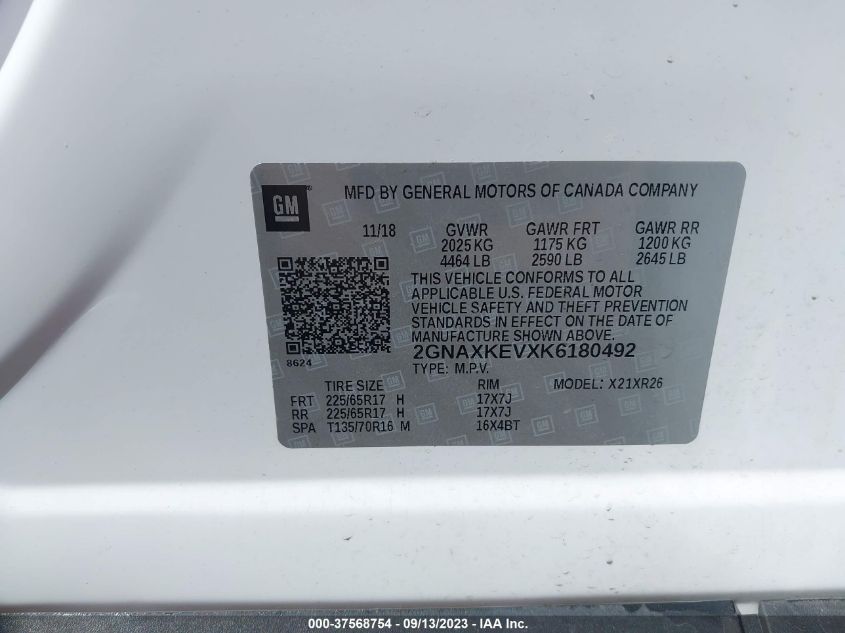 GM
MFD BY GENERAL MOTORS OF CANADA COMPANY
11/18 GVWR GAWR FRT GAWR RR
2025 KG 1175 KG 1200 KG
4464 LB 2590 LB 2645 LB
THIS VEHICLE CONFORMS TO ALL
APPLICABLE U.S. FEDERAL MOTOR
VEHICLE SAFETY AND THEFT PREVENTION
STANDARDS IN EFFECT ON THE DATE OF
MANUFACTURE SHOWN ABOVE.
8624
2GNAXKEVXK6180492
TYPE: M.P.V.
TIRE SIZE RIM MODEL: X21XR26
FRT 225/65R17 H 17X7J
RR 225/65R17 H 17X7J
SPA T135/70R16 M 16X4BT
000-37568754 - 09/13/2023 - IAA Inc.